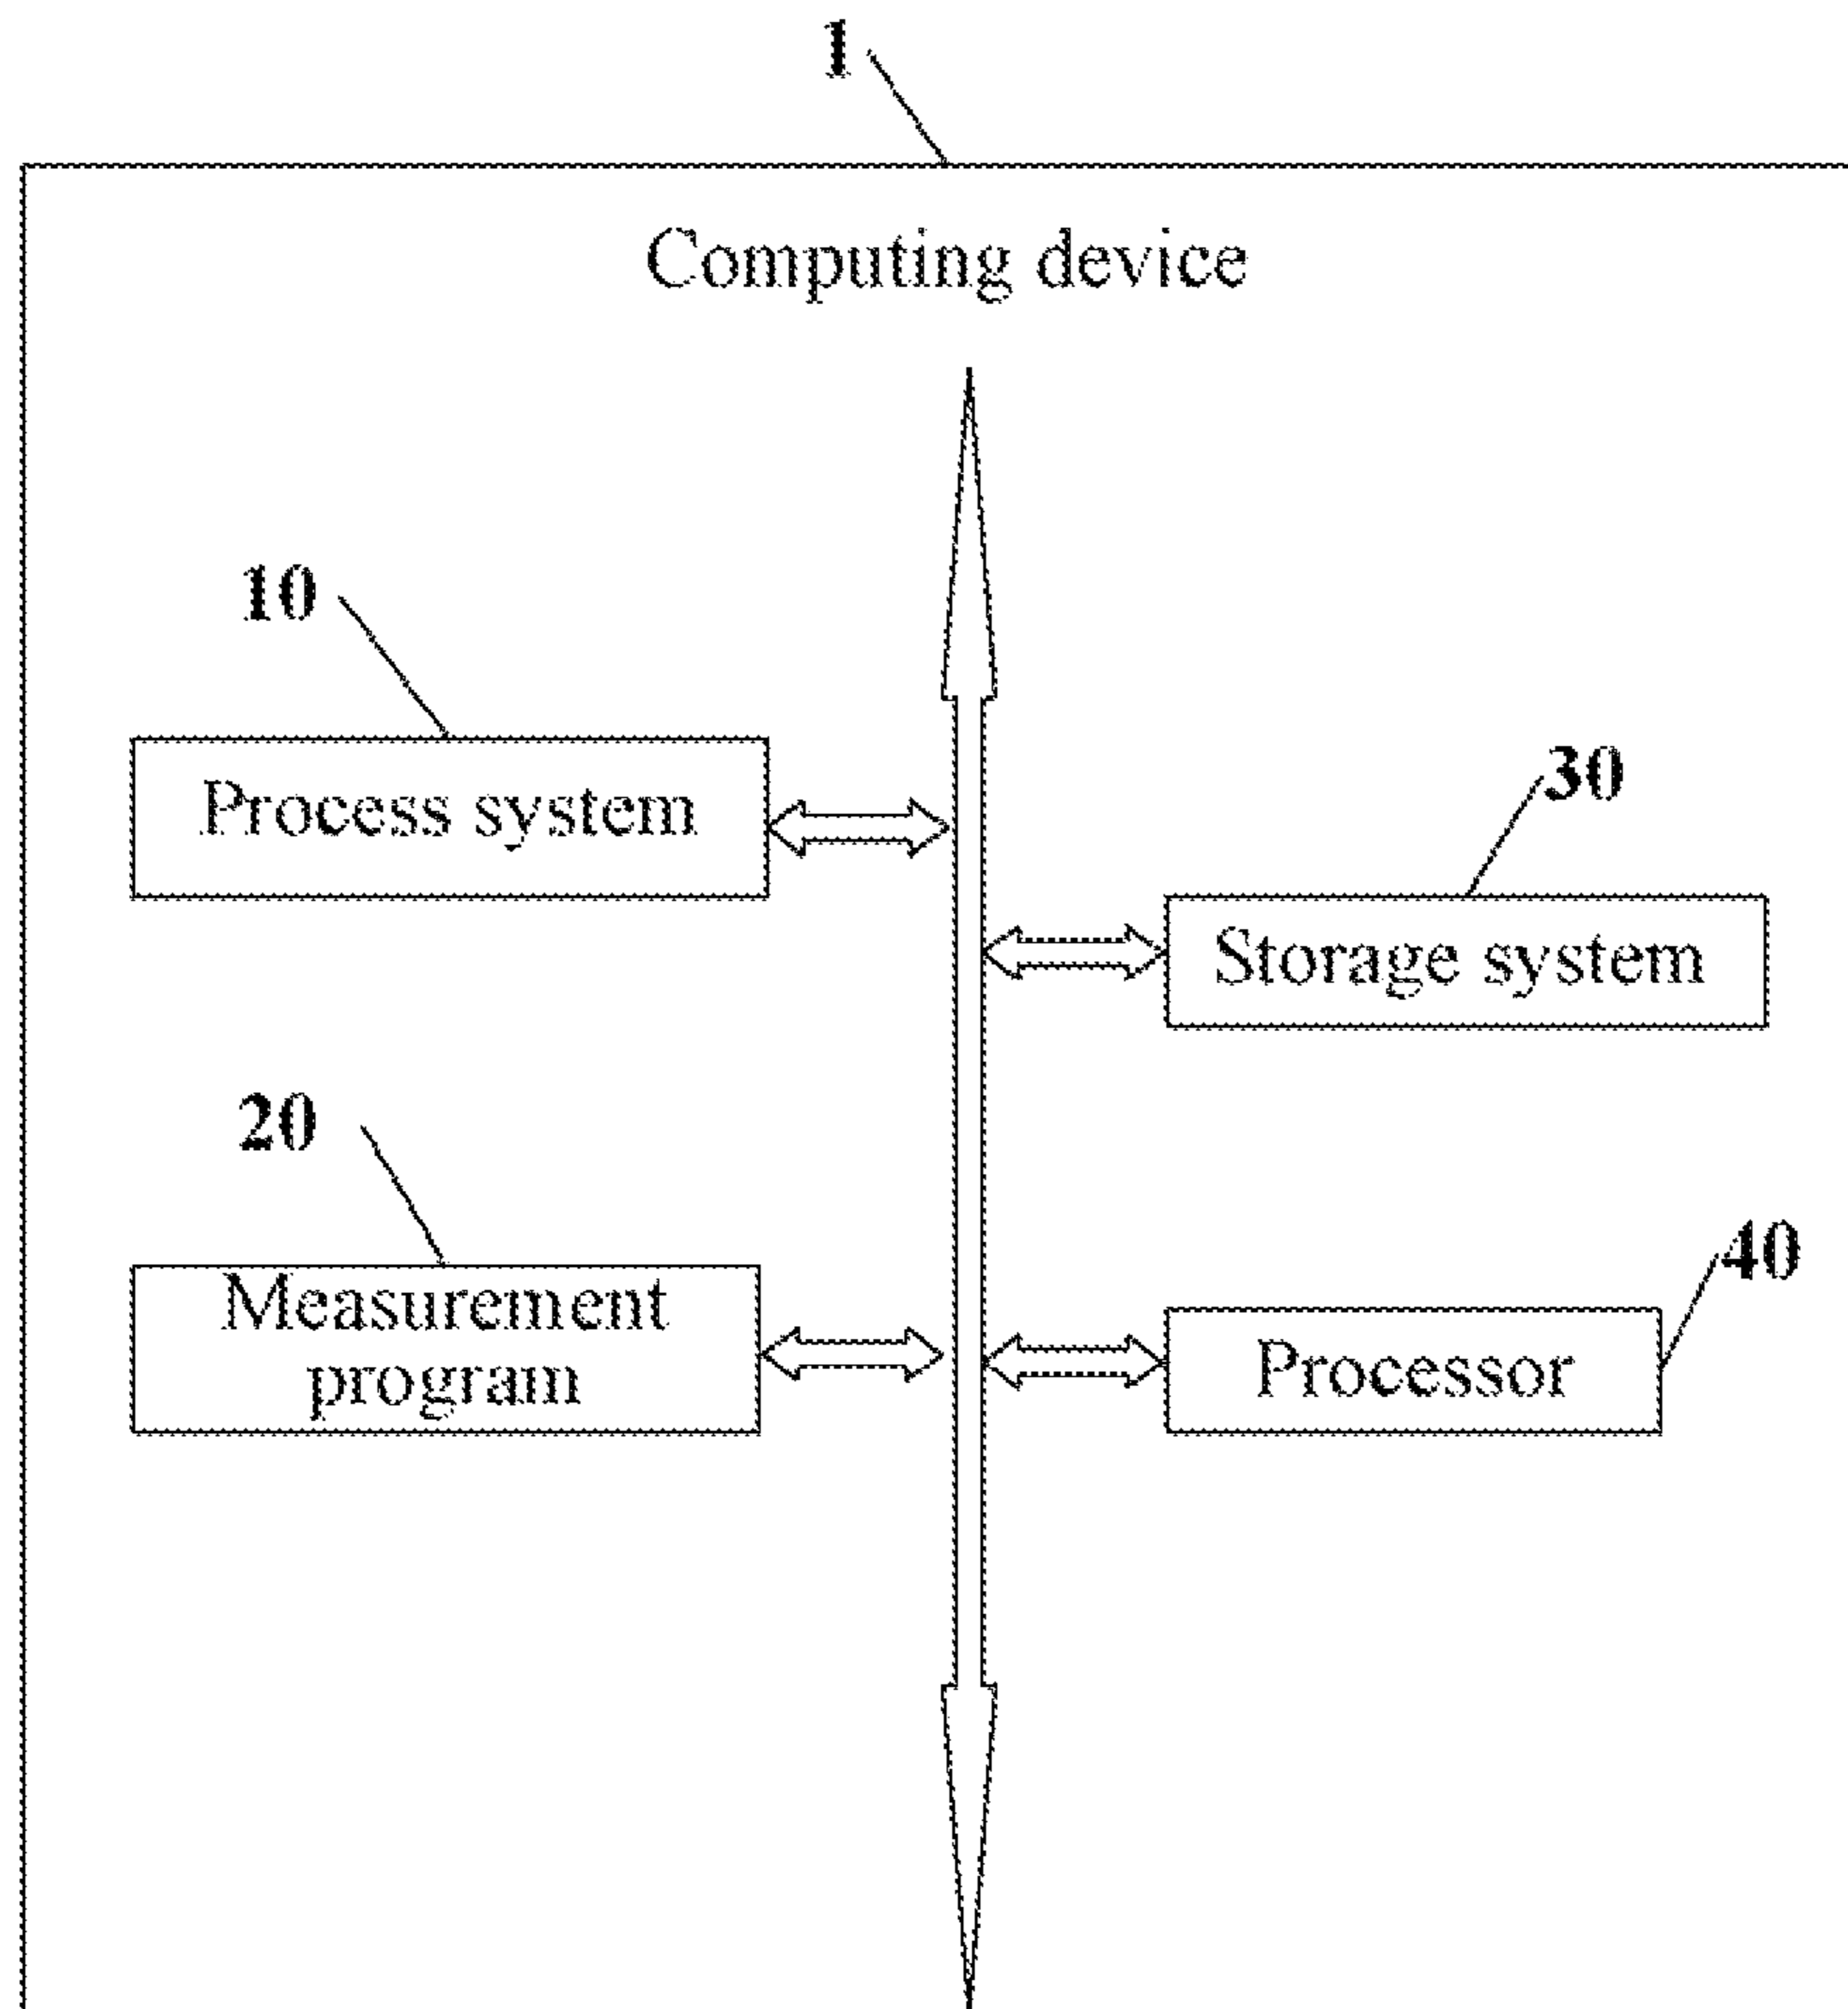 1
Computing device
10
Process system
30
Storage system
20
Measurement
program
40
Processor